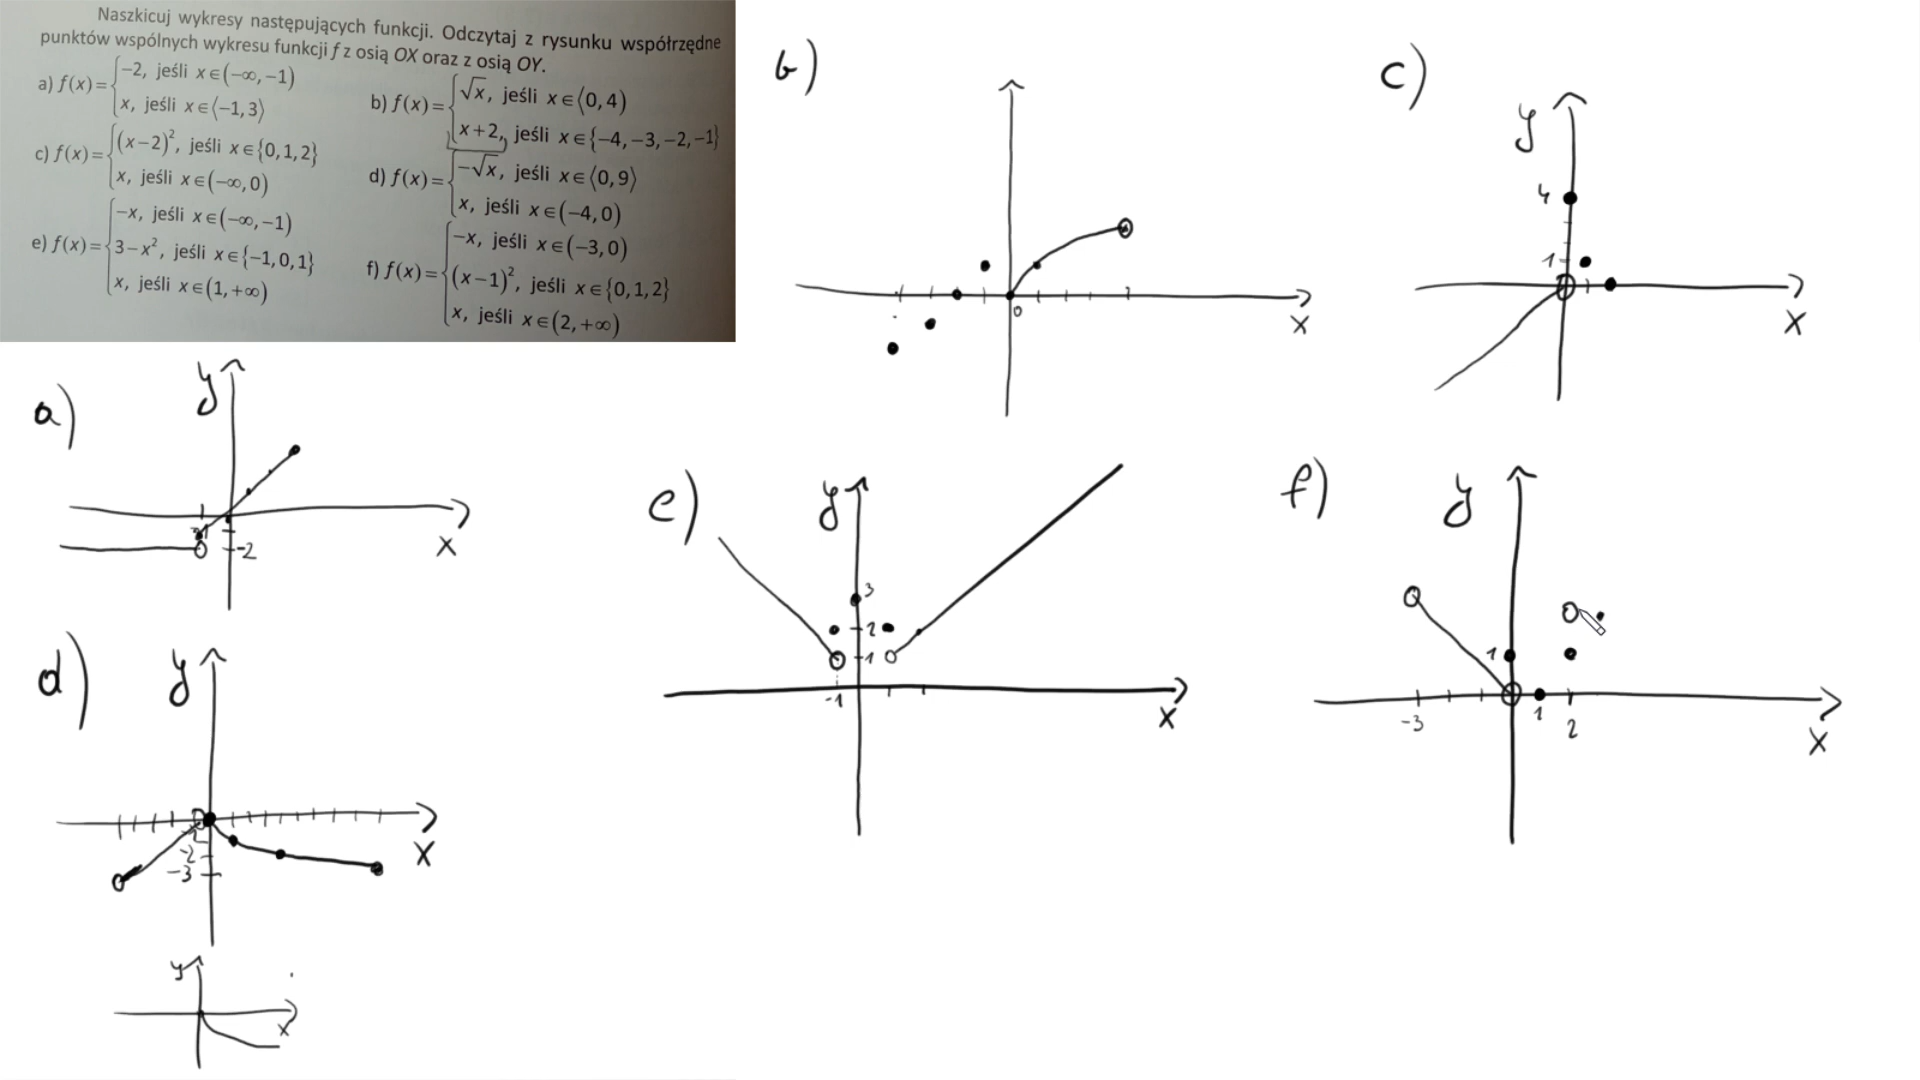 Naszkicuj wykresy następujących funkcji. Odczytaj z rysunku współrzędne
punktów wspólnych wykresu funkcji f z osią OX oraz z osią OY.
a) f(x)= { −2, jeśli x∈(−∞,−1)
x, jeśli x∈⟨−1,3⟩
b) f(x)= { √x, jeśli x∈⟨0,4)
x+2, jeśli x∈{−4,−3,−2,−1}
c) f(x)= { (x−2)², jeśli x∈{0,1,2}
x, jeśli x∈(−∞,0)
d) f(x)= { −√x, jeśli x∈⟨0,9⟩
x, jeśli x∈(−4,0)
e) f(x)= { −x, jeśli x∈(−∞,−1)
3−x², jeśli x∈{−1,0,1}
x, jeśli x∈(1,+∞)
f) f(x)= { −x, jeśli x∈(−3,0)
(x−1)², jeśli x∈{0,1,2}
x, jeśli x∈(2,+∞)
b)
0
x
c)
y
4
1
x
a)
y
-2
x
e)
y
3
2
1
-1
x
f)
y
1
-3
1
2
x
d)
y
-2
-3
x
y
x